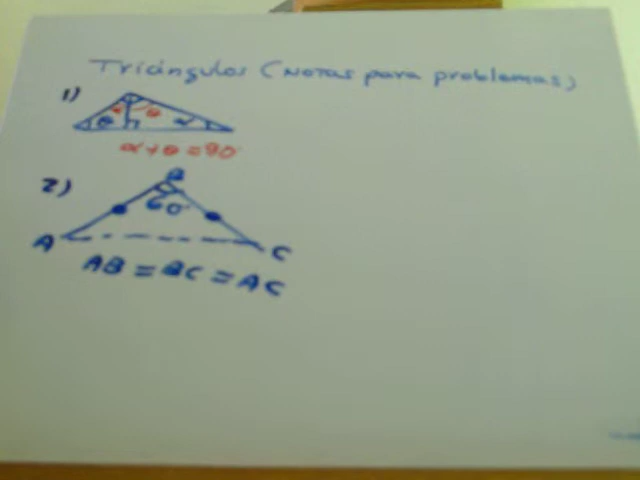 Triángulos (Notas para problemas)
1)
α θ
θ α
α+θ=90°
2)
B
60°
A C
AB = BC = AC